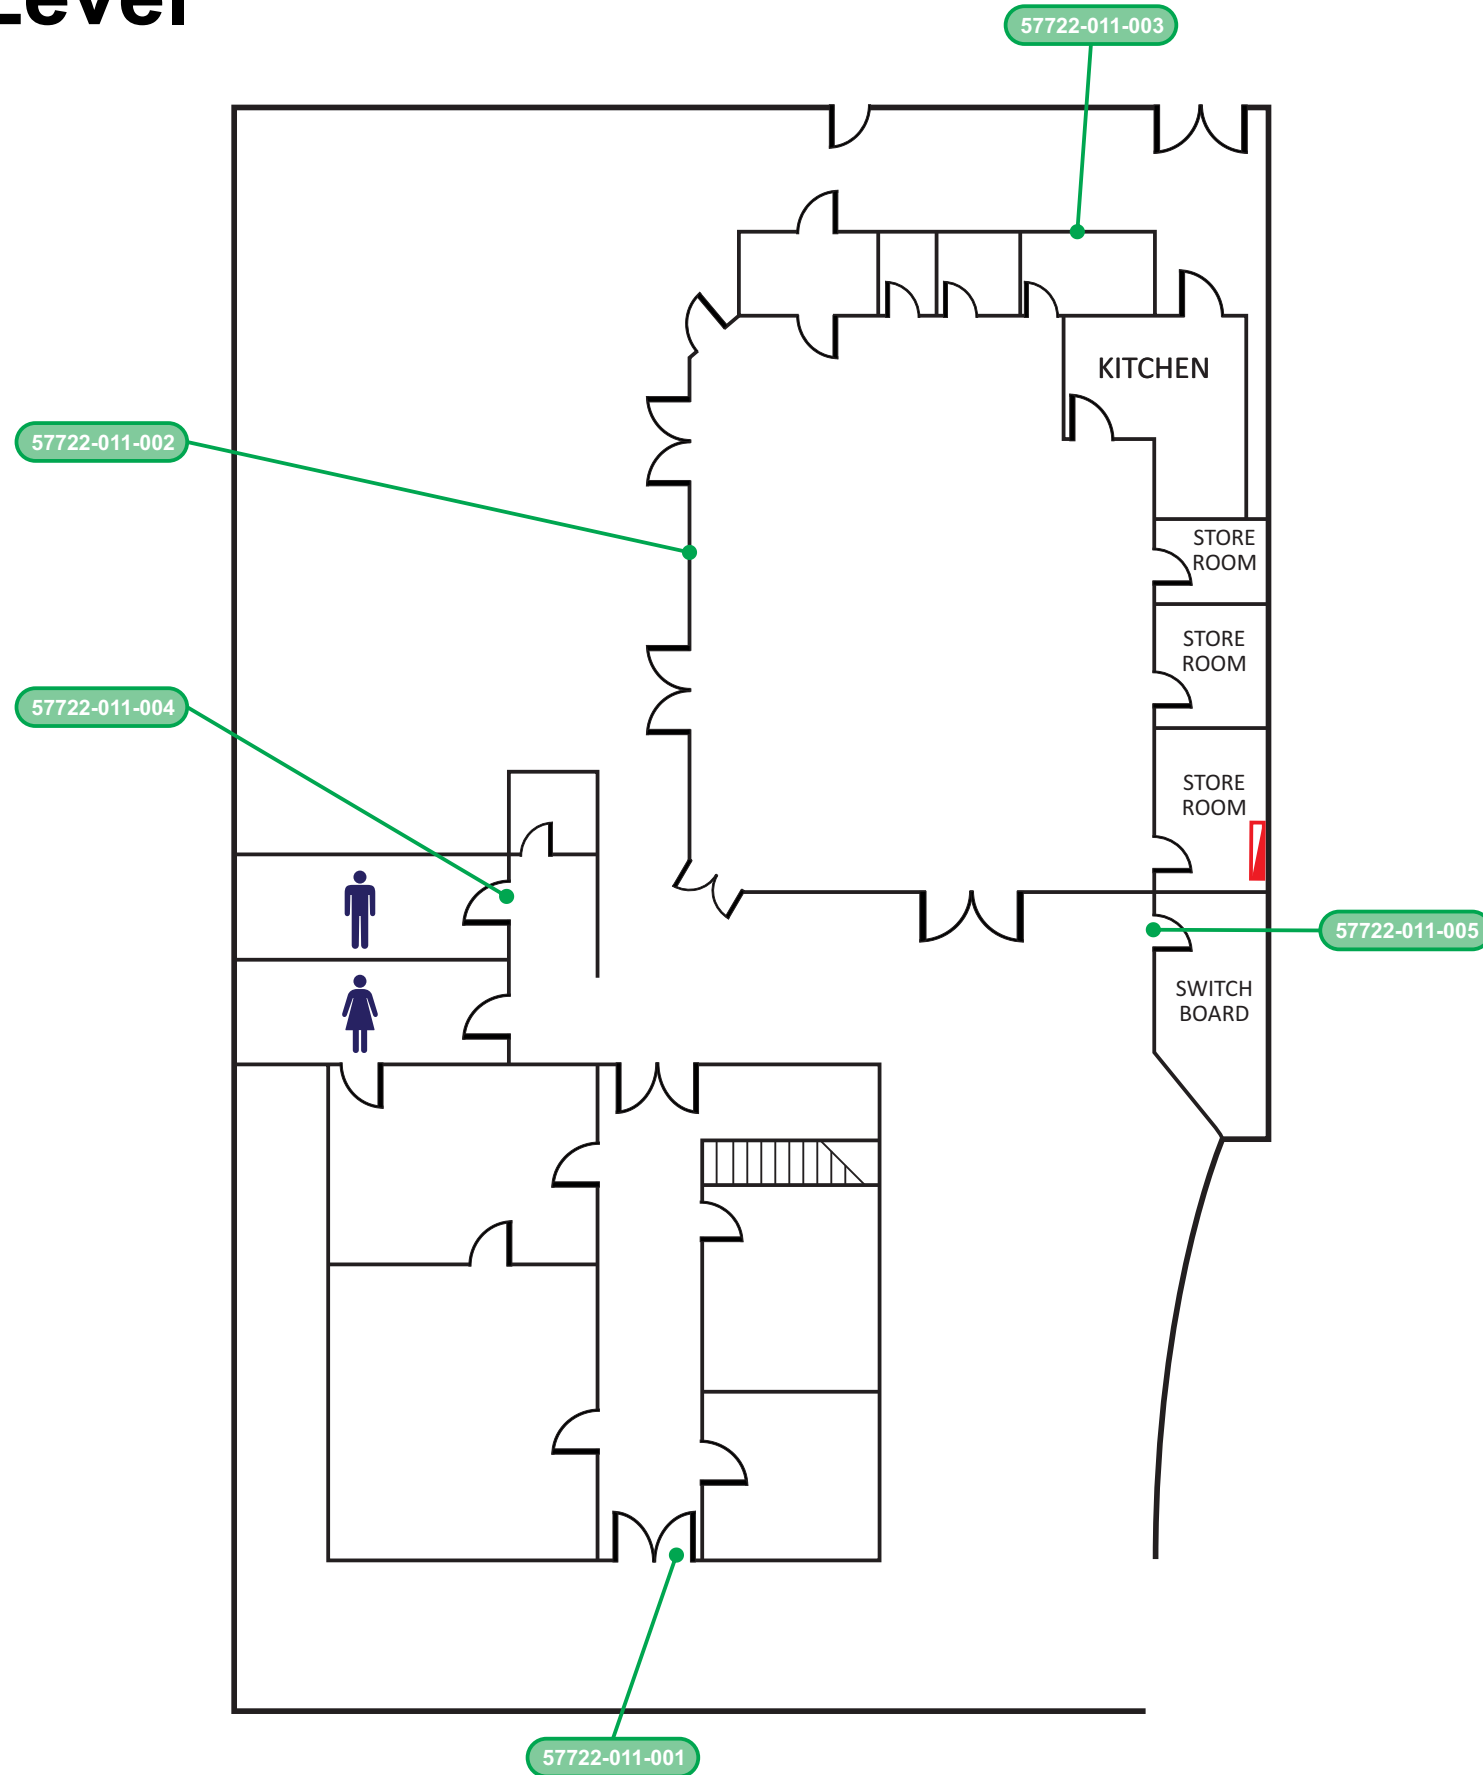 Level
57722-011-003
KITCHEN
57722-011-002
STORE
ROOM
STORE
ROOM
57722-011-004
STORE
ROOM
57722-011-005
SWITCH
BOARD
57722-011-001